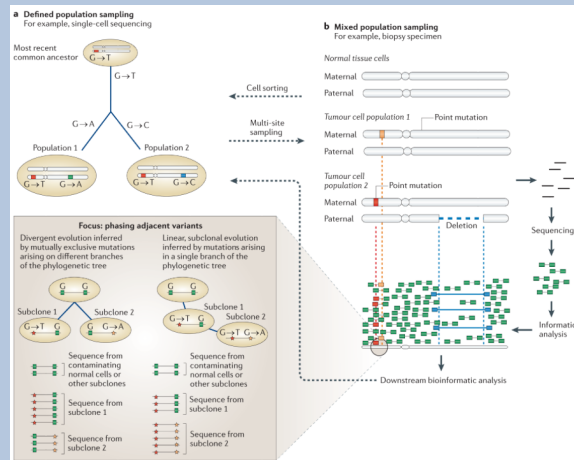 a Defined population sampling
For example, single-cell sequencing
Most recent
common ancestor
G→T
G→T
G→A
G→C
Population 1
Population 2
G→T
G→A
G→T
G→C
Cell sorting
Multi-site
sampling
b Mixed population sampling
For example, biopsy specimen
Normal tissue cells
Maternal
Paternal
Tumour cell population 1
Point mutation
Maternal
Paternal
Tumour cell
population 2
Point mutation
Maternal
Paternal
Deletion
Sequencing
Informatic
analysis
Downstream bioinformatic analysis
Focus: phasing adjacent variants
Divergent evolution inferred
by mutually exclusive mutations
arising on different branches
of the phylogenetic tree
Linear, subclonal evolution
inferred by mutations arising
in a single branch of the
phylogenetic tree
G G
Subclone 1
Subclone 2
G→T G
G G→A
Sequence from
contaminating
normal cells or
other subclones
Sequence from
subclone 1
Sequence from
subclone 2
G G
Subclone 1
G→T G
Subclone 2
G→T G→A
Sequence from
contaminating
normal cells or
other subclones
Sequence from
subclone 1
Sequence from
subclone 2